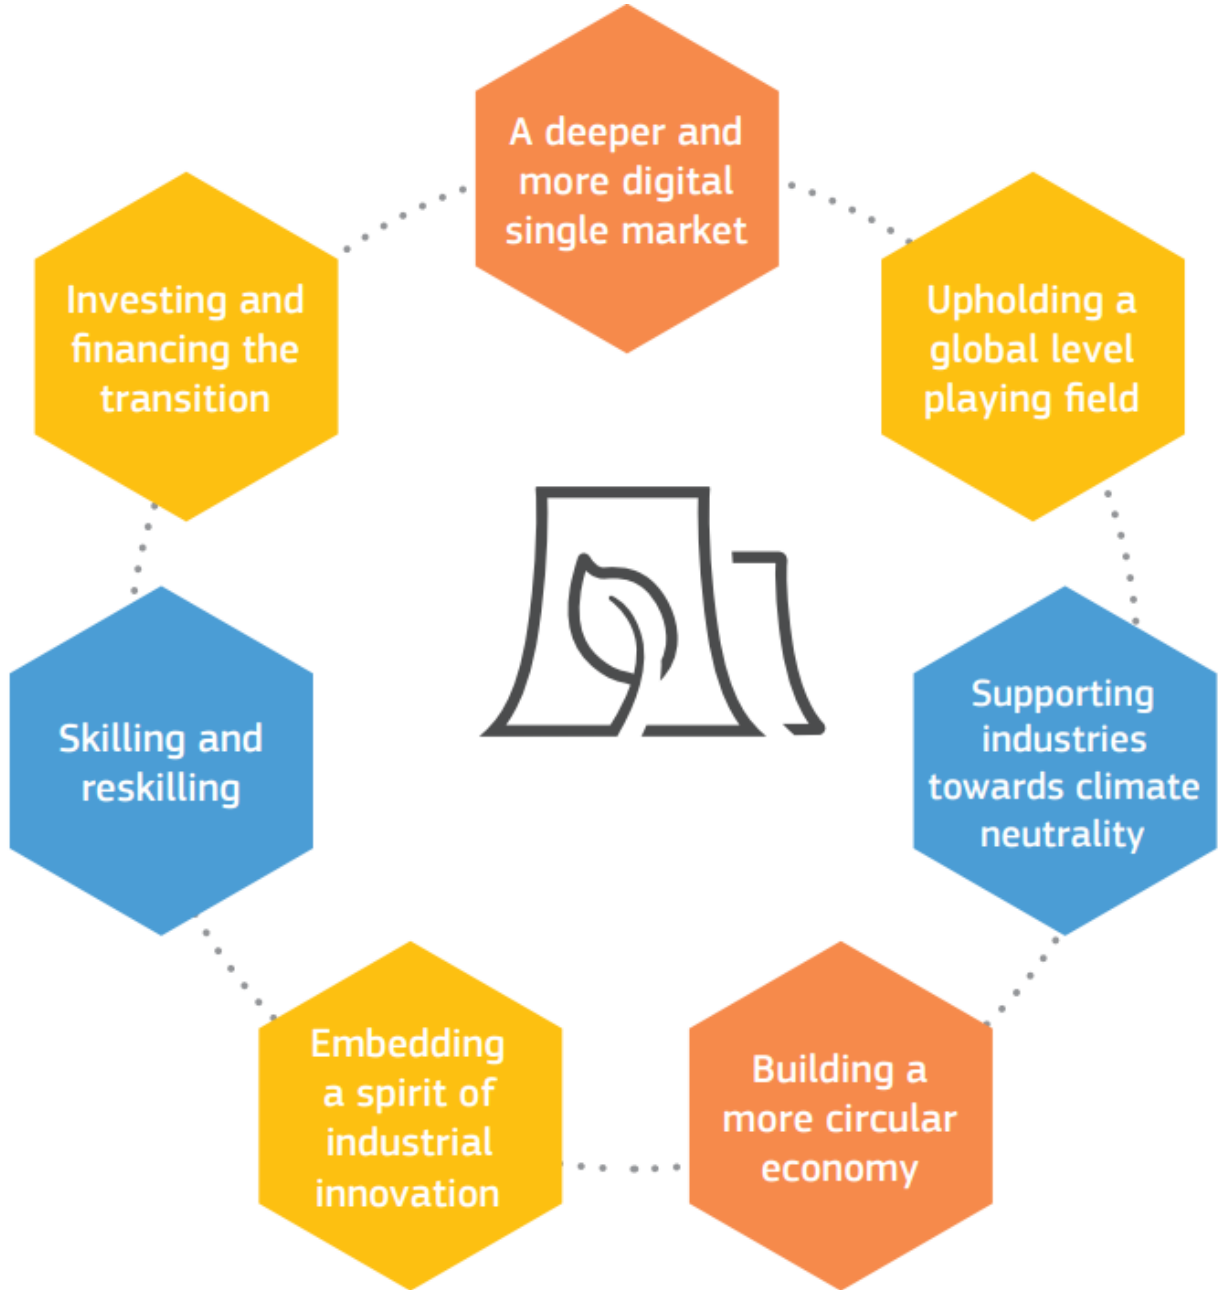 A deeper and
more digital
single market
Upholding a
global level
playing field
Supporting
industries
towards climate
neutrality
Building a
more circular
economy
Embedding
a spirit of
industrial
innovation
Skilling and
reskilling
Investing and
financing the
transition